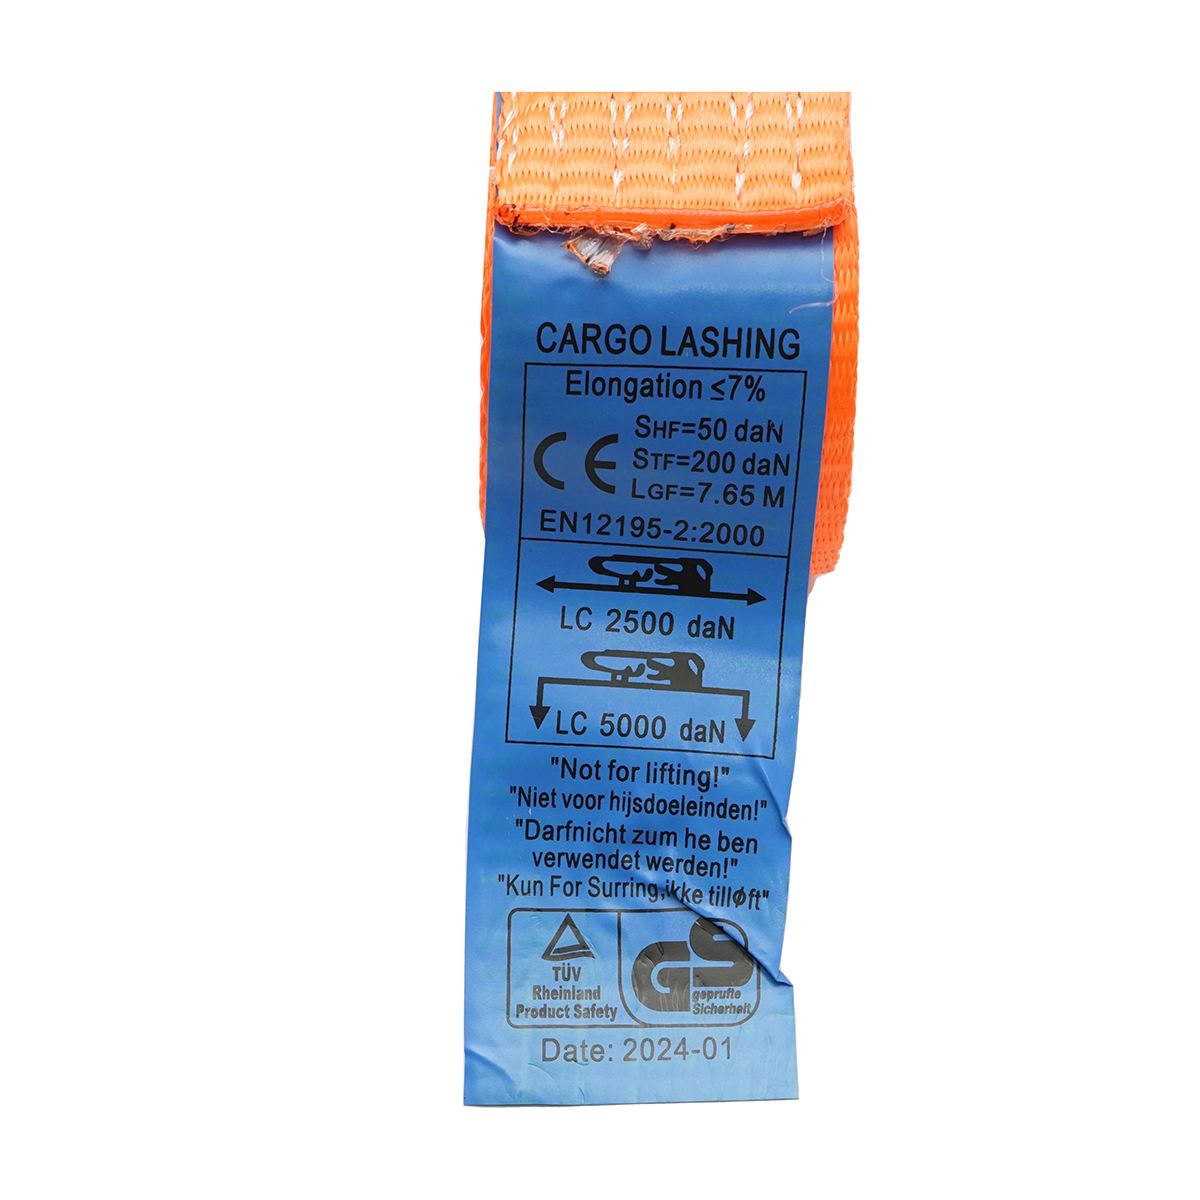 CARGO LASHING
Elongation ≤7%
CE
SHF=50 daN
STF=200 daN
LGF=7.65 M
EN12195-2:2000
LC 2500 daN
LC 5000 daN
"Not for lifting!"
"Niet voor hijsdoeleinden!"
"Darfnicht zum he ben
verwendet werden!"
"Kun For Surring,ikke tilløft"
TÜV
Rheinland
Product Safety
GS
geprufte
Sicherheit
Date: 2024-01